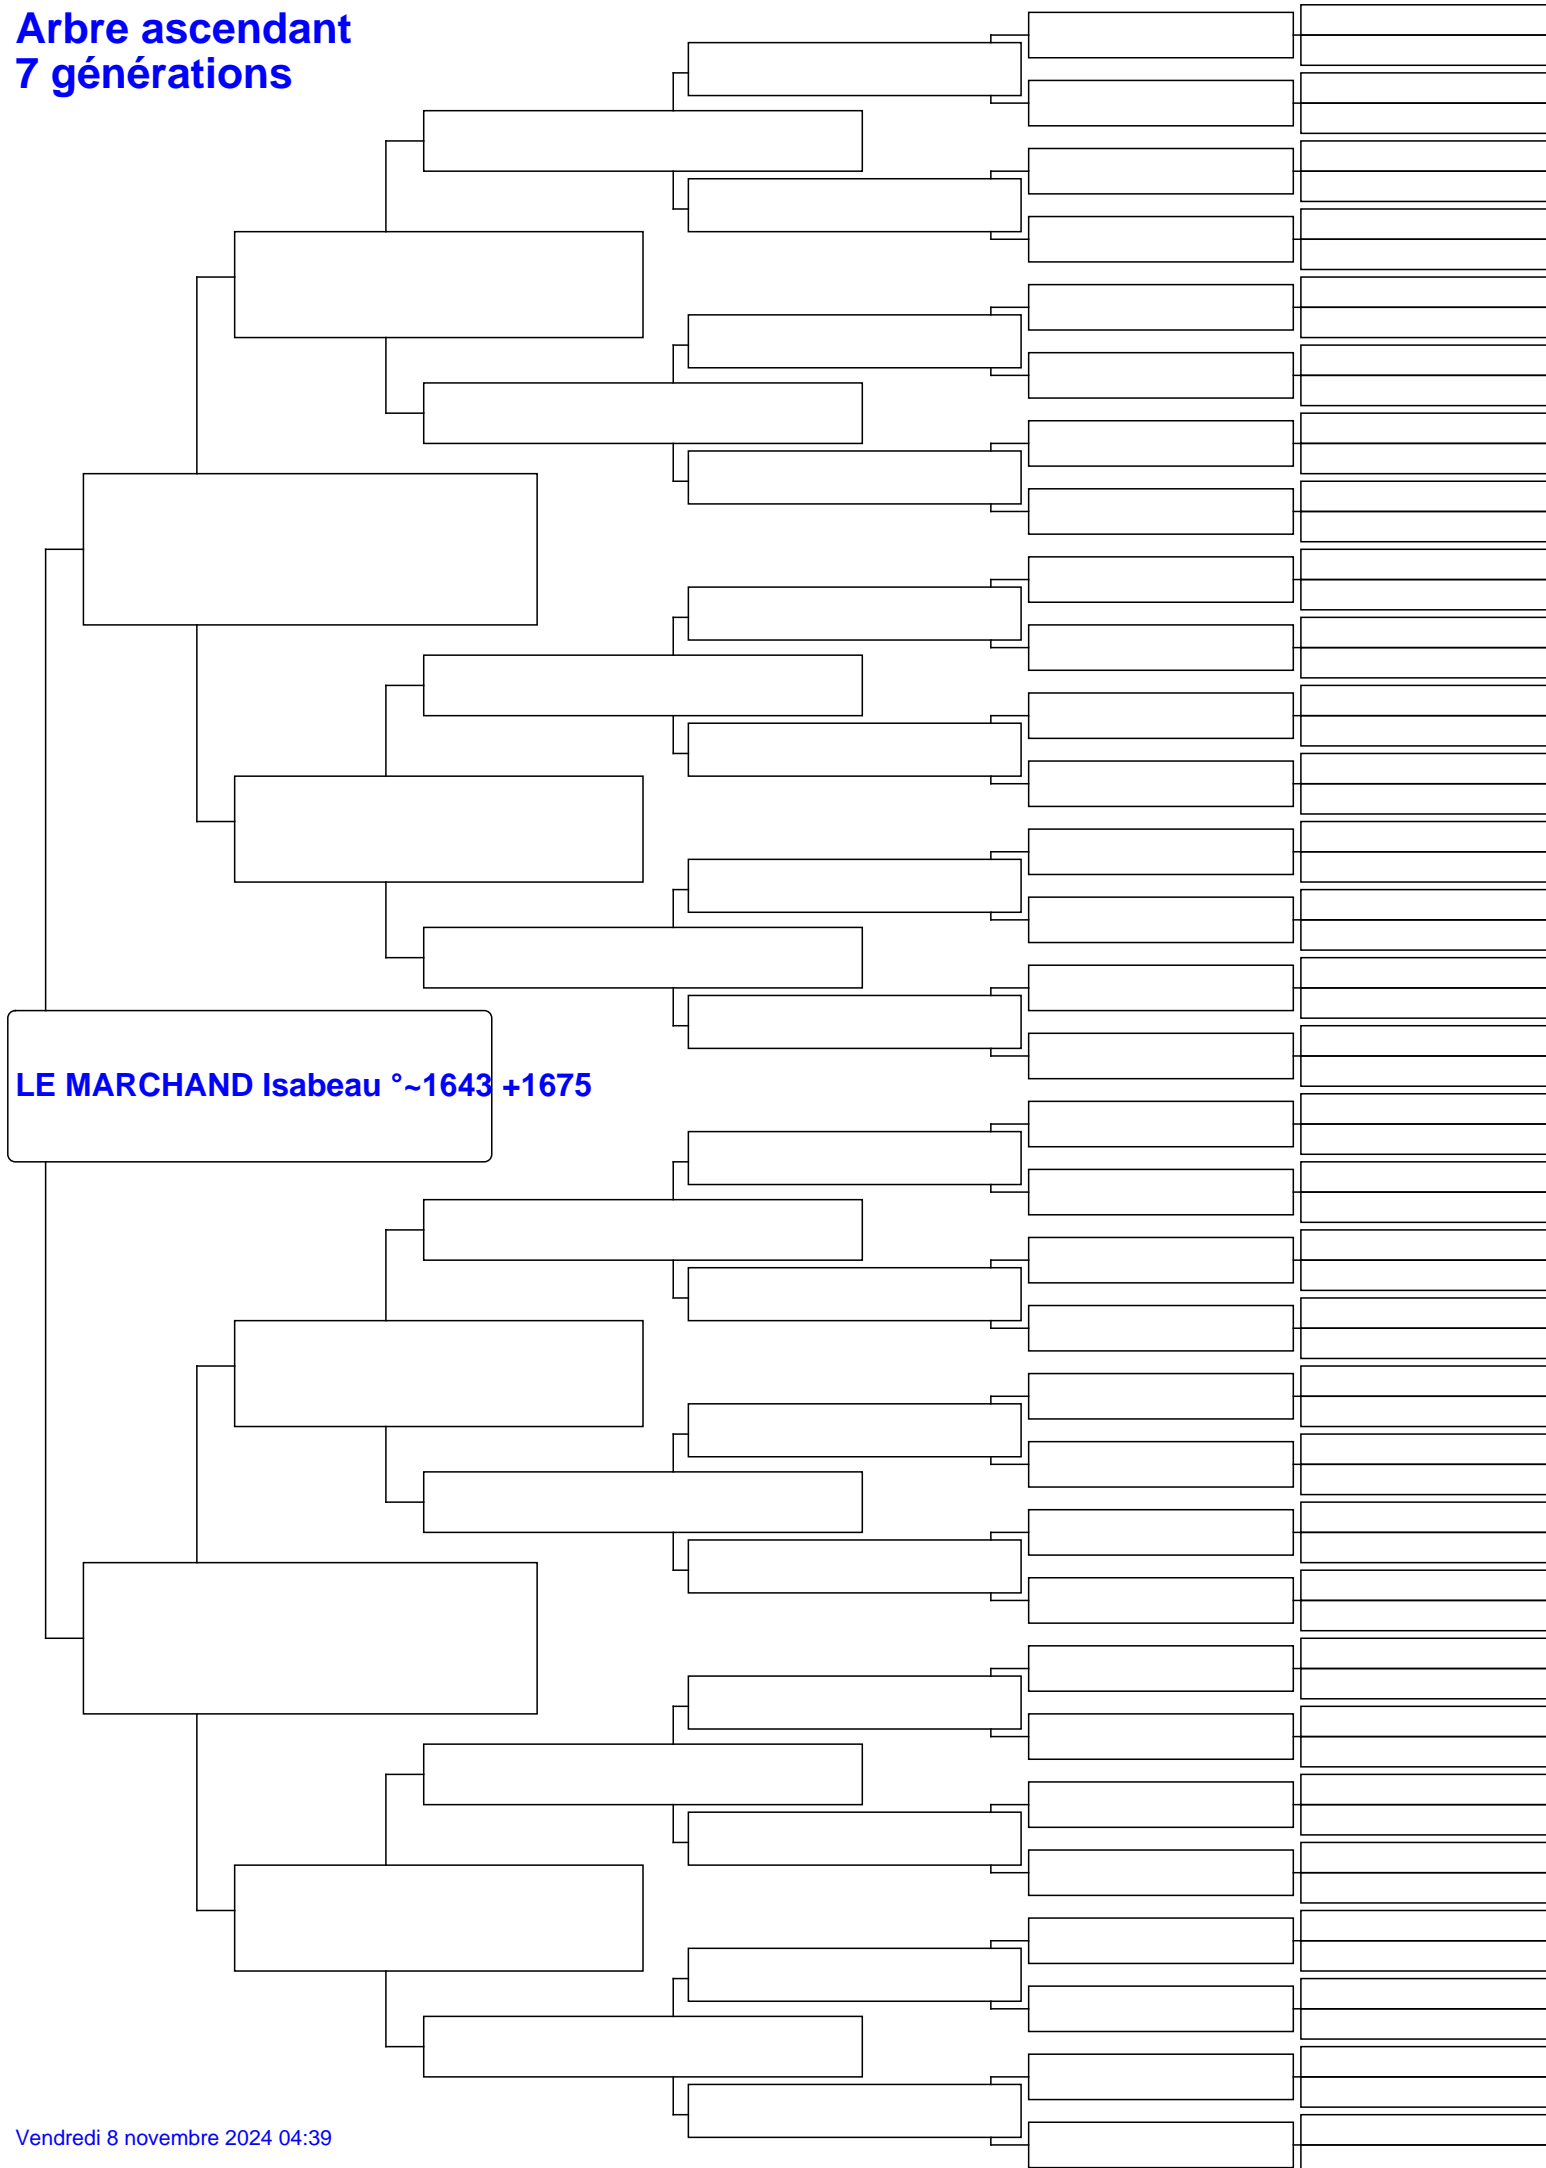 Arbre ascendant
7 générations
LE MARCHAND Isabeau °~1643 +1675
Vendredi 8 novembre 2024 04:39